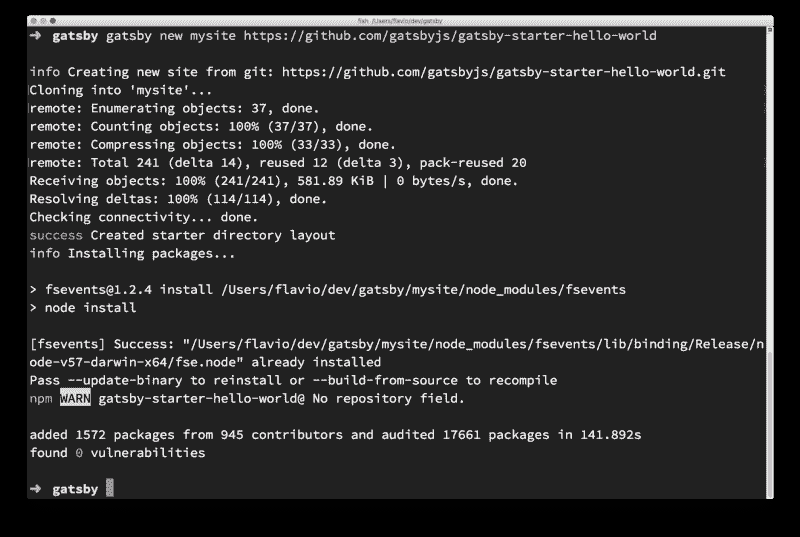 fish /Users/flavio/dev/gatsby
➜ gatsby gatsby new mysite https://github.com/gatsbyjs/gatsby-starter-hello-world
info Creating new site from git: https://github.com/gatsbyjs/gatsby-starter-hello-world.git
Cloning into 'mysite'...
remote: Enumerating objects: 37, done.
remote: Counting objects: 100% (37/37), done.
remote: Compressing objects: 100% (33/33), done.
remote: Total 241 (delta 14), reused 12 (delta 3), pack-reused 20
Receiving objects: 100% (241/241), 581.89 KiB | 0 bytes/s, done.
Resolving deltas: 100% (114/114), done.
Checking connectivity... done.
success Created starter directory layout
info Installing packages...
> fsevents@1.2.4 install /Users/flavio/dev/gatsby/mysite/node_modules/fsevents
> node install
[fsevents] Success: "/Users/flavio/dev/gatsby/mysite/node_modules/fsevents/lib/binding/Release/n
ode-v57-darwin-x64/fse.node" already installed
Pass --update-binary to reinstall or --build-from-source to recompile
npm WARN gatsby-starter-hello-world@ No repository field.
added 1572 packages from 945 contributors and audited 17661 packages in 141.892s
found 0 vulnerabilities
➜ gatsby